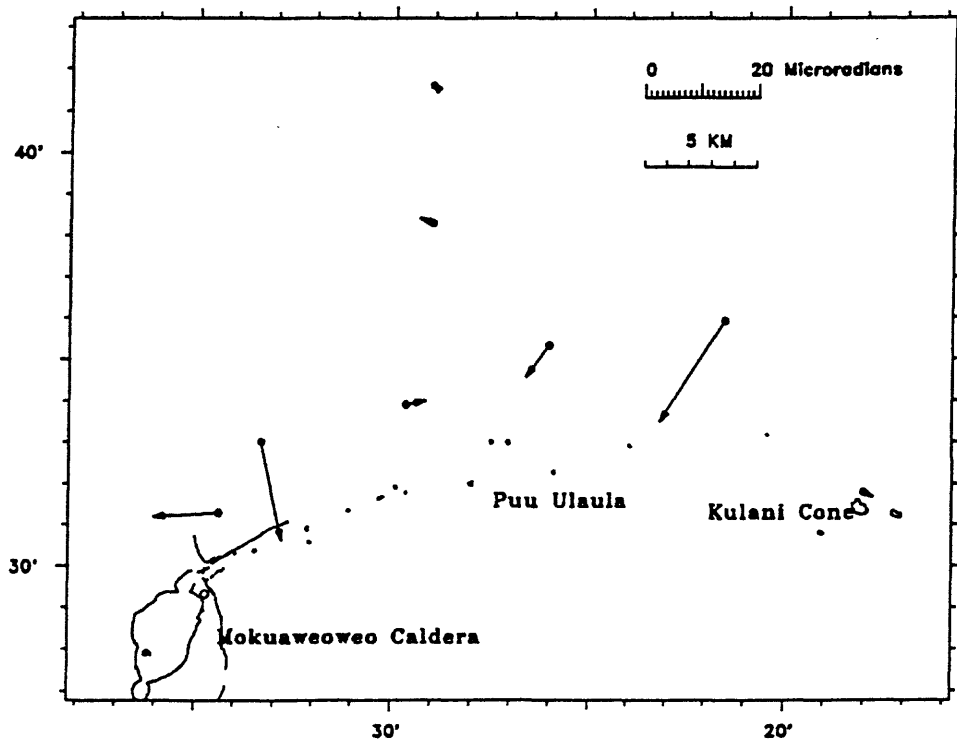 0 20 Microradians
5 KM
40'
Puu Ulaula
Kulani Cone
30'
Mokuaweoweo Caldera
30'
20'